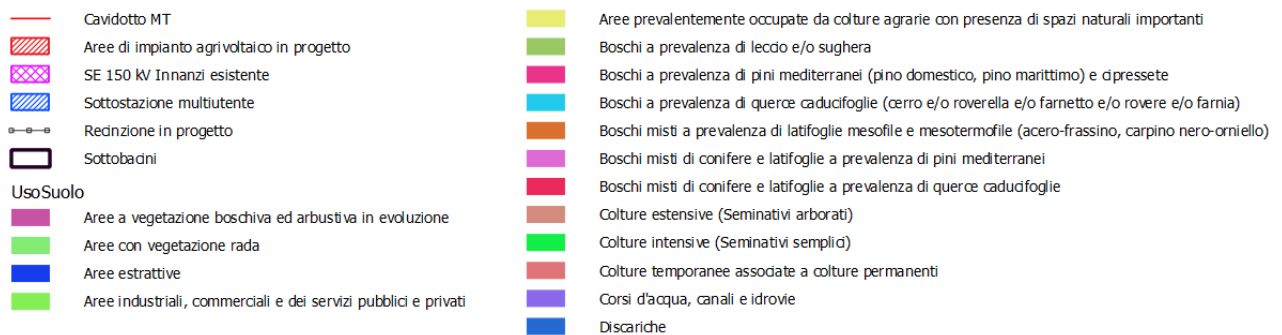 Cavidotto MT
Aree di impianto agrivoltaico in progetto
SE 150 kV Innanzi esistente
Sottostazione multiutente
Recinzione in progetto
Sottobacini
UsoSuolo
Aree a vegetazione boschiva ed arbustiva in evoluzione
Aree con vegetazione rada
Aree estrattive
Aree industriali, commerciali e dei servizi pubblici e privati
Aree prevalentemente occupate da colture agrarie con presenza di spazi naturali importanti
Boschi a prevalenza di leccio e/o sughera
Boschi a prevalenza di pini mediterranei (pino domestico, pino marittimo) e cipressete
Boschi a prevalenza di querce caducifoglie (cerro e/o roverella e/o farnetto e/o rovere e/o farnia)
Boschi misti a prevalenza di latifoglie mesofile e mesotermofile (acero-frassino, carpino nero-orniello)
Boschi misti di conifere e latifoglie a prevalenza di pini mediterranei
Boschi misti di conifere e latifoglie a prevalenza di querce caducifoglie
Colture estensive (Seminativi arborati)
Colture intensive (Seminativi semplici)
Colture temporanee associate a colture permanenti
Corsi d'acqua, canali e idrovie
Discariche